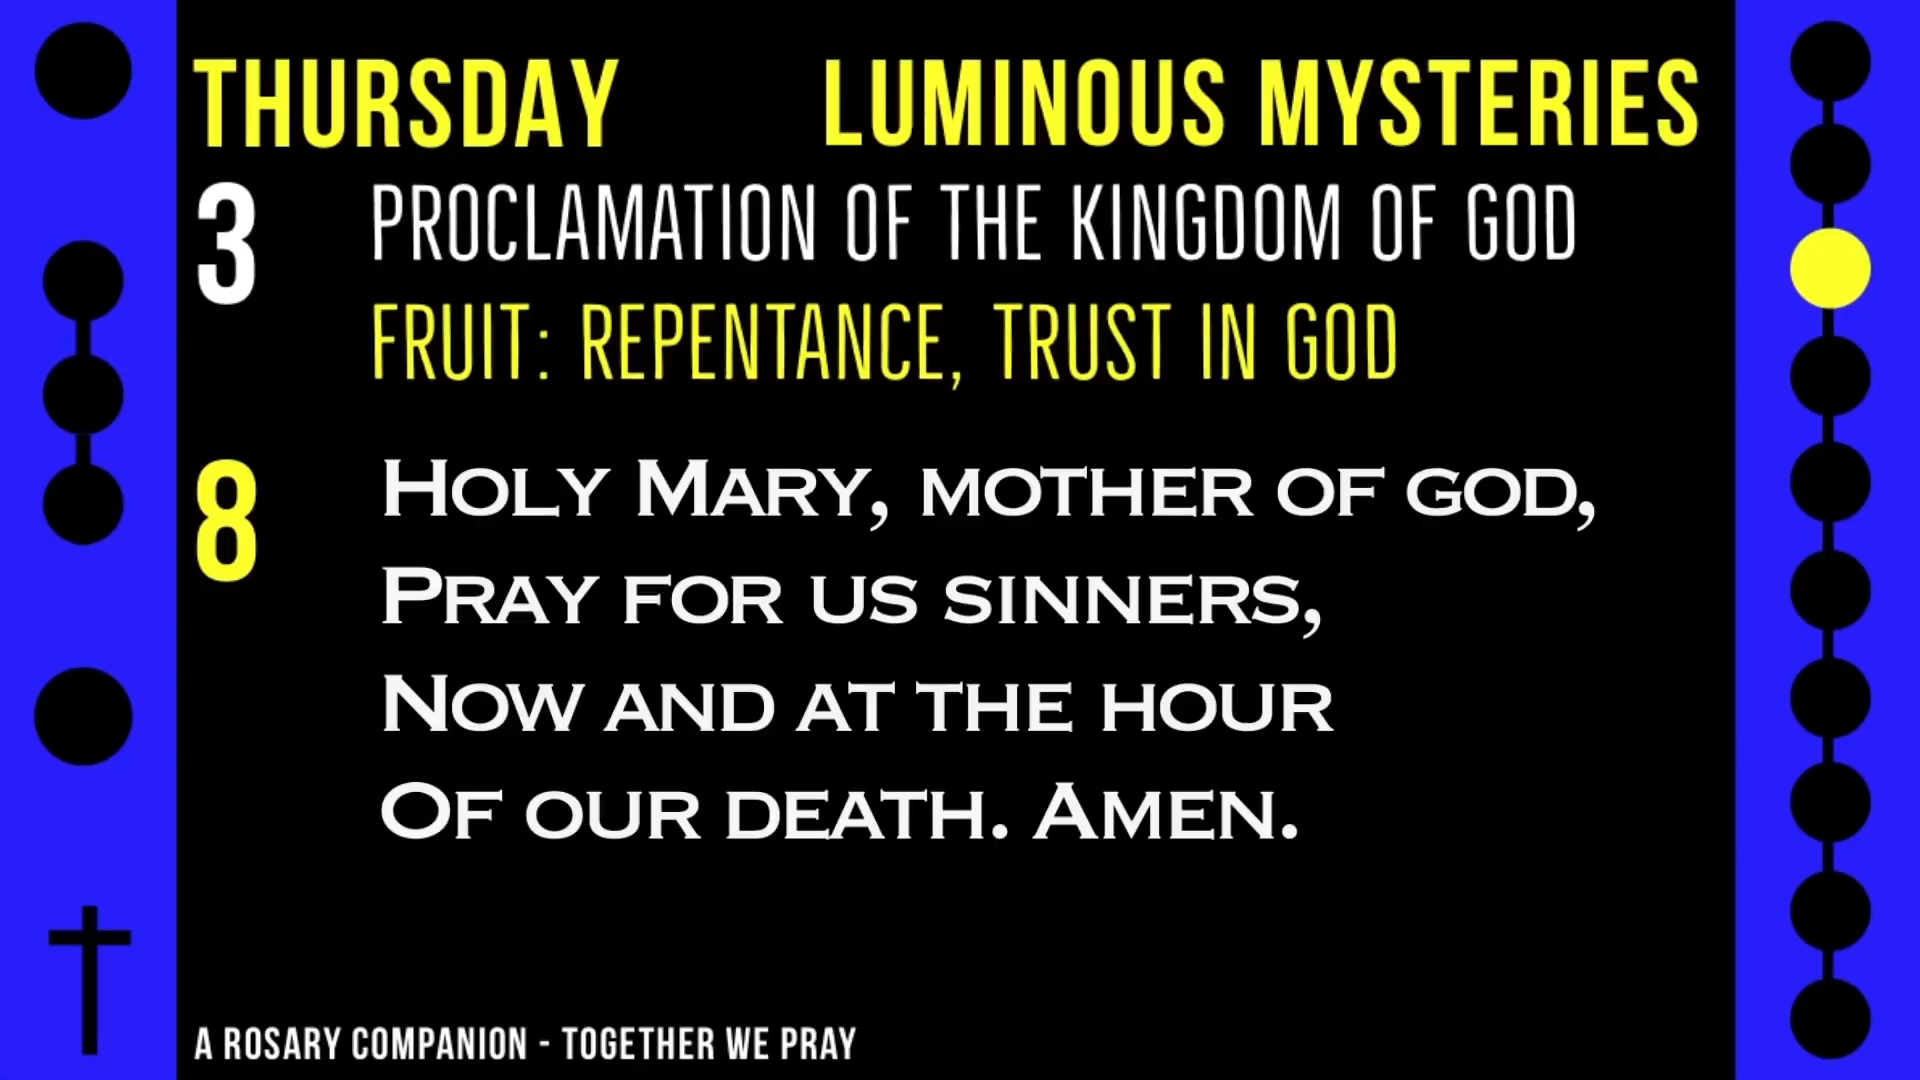 THURSDAY LUMINOUS MYSTERIES
3 PROCLAMATION OF THE KINGDOM OF GOD
FRUIT: REPENTANCE, TRUST IN GOD
8 HOLY MARY, MOTHER OF GOD,
PRAY FOR US SINNERS,
NOW AND AT THE HOUR
OF OUR DEATH. AMEN.
A ROSARY COMPANION - TOGETHER WE PRAY